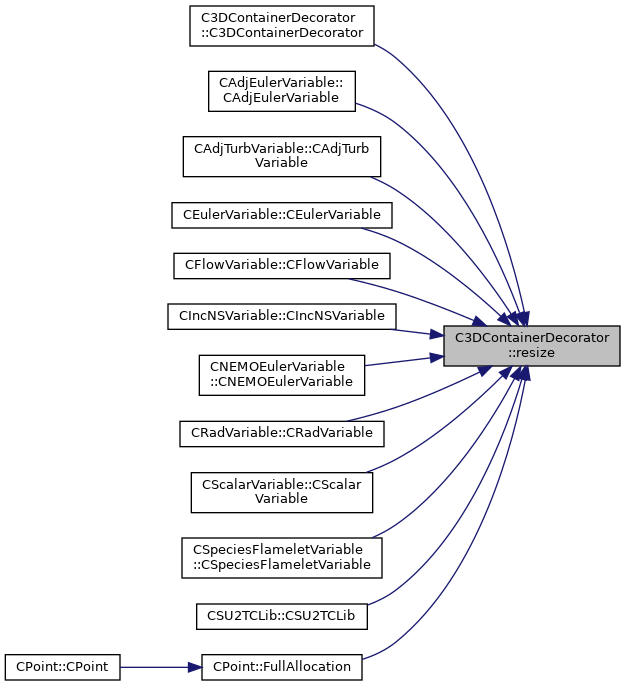 C3DContainerDecorator
::C3DContainerDecorator
CAdjEulerVariable::
CAdjEulerVariable
CAdjTurbVariable::CAdjTurb
Variable
CEulerVariable::CEulerVariable
CFlowVariable::CFlowVariable
CIncNSVariable::CIncNSVariable
C3DContainerDecorator
::resize
CNEMOEulerVariable
::CNEMOEulerVariable
CRadVariable::CRadVariable
CScalarVariable::CScalar
Variable
CSpeciesFlameletVariable
::CSpeciesFlameletVariable
CSU2TCLib::CSU2TCLib
CPoint::CPoint
CPoint::FullAllocation